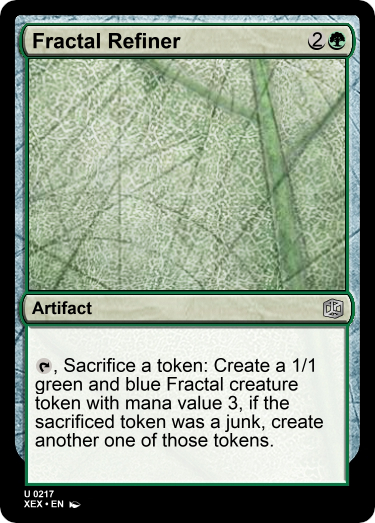 Fractal Refiner 2
Artifact
, Sacrifice a token: Create a 1/1
green and blue Fractal creature
token with mana value 3, if the
sacrificed token was a junk, create
another one of those tokens.
U 0217
XEX • EN